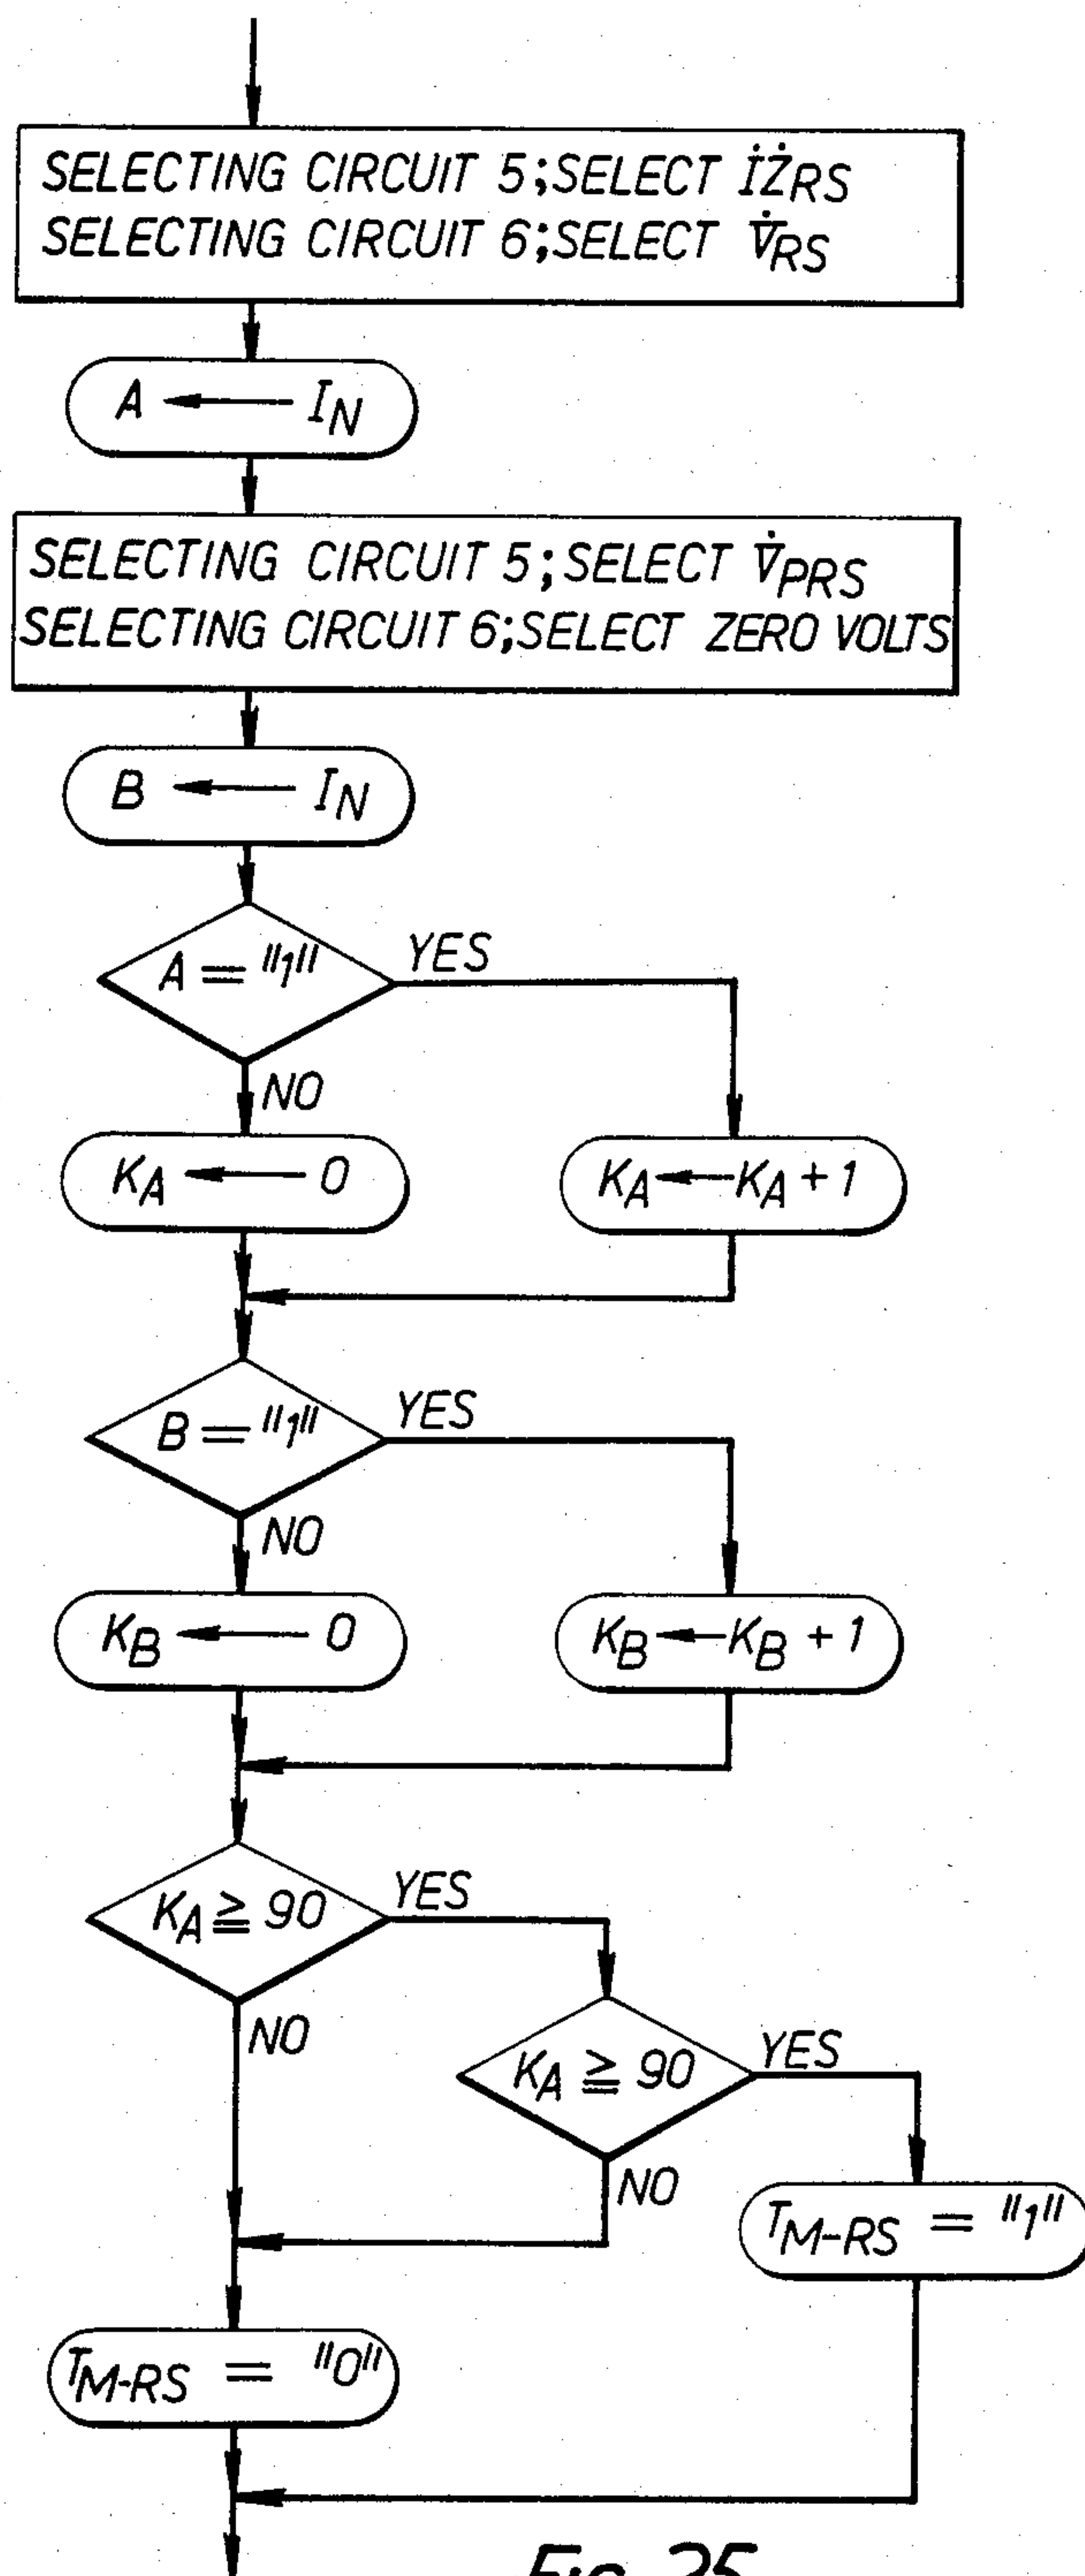 SELECTING CIRCUIT 5; SELECT İŻRS
SELECTING CIRCUIT 6; SELECT V̇RS
A ← IN
SELECTING CIRCUIT 5; SELECT V̇PRS
SELECTING CIRCUIT 6; SELECT ZERO VOLTS
B ← IN
A = "1"
YES
NO
KA ← 0
KA ← KA + 1
B = "1"
YES
NO
KB ← 0
KB ← KB + 1
KA ≧ 90
YES
NO
KA ≧ 90
YES
NO
TM-RS = "1"
TM-RS = "0"
Fig. 25